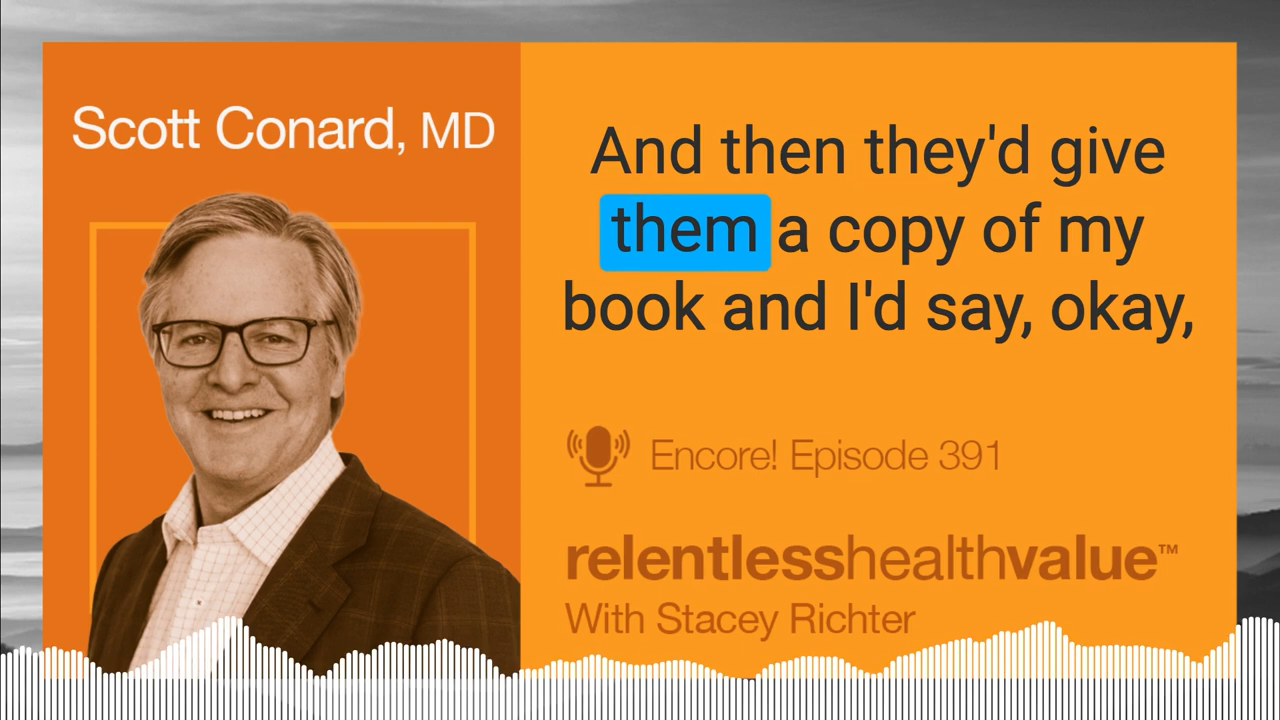 Scott Conard, MD
And then they'd give
them a copy of my
book and I'd say, okay,
Encore! Episode 391
relentlesshealthvalue™
With Stacey Richter